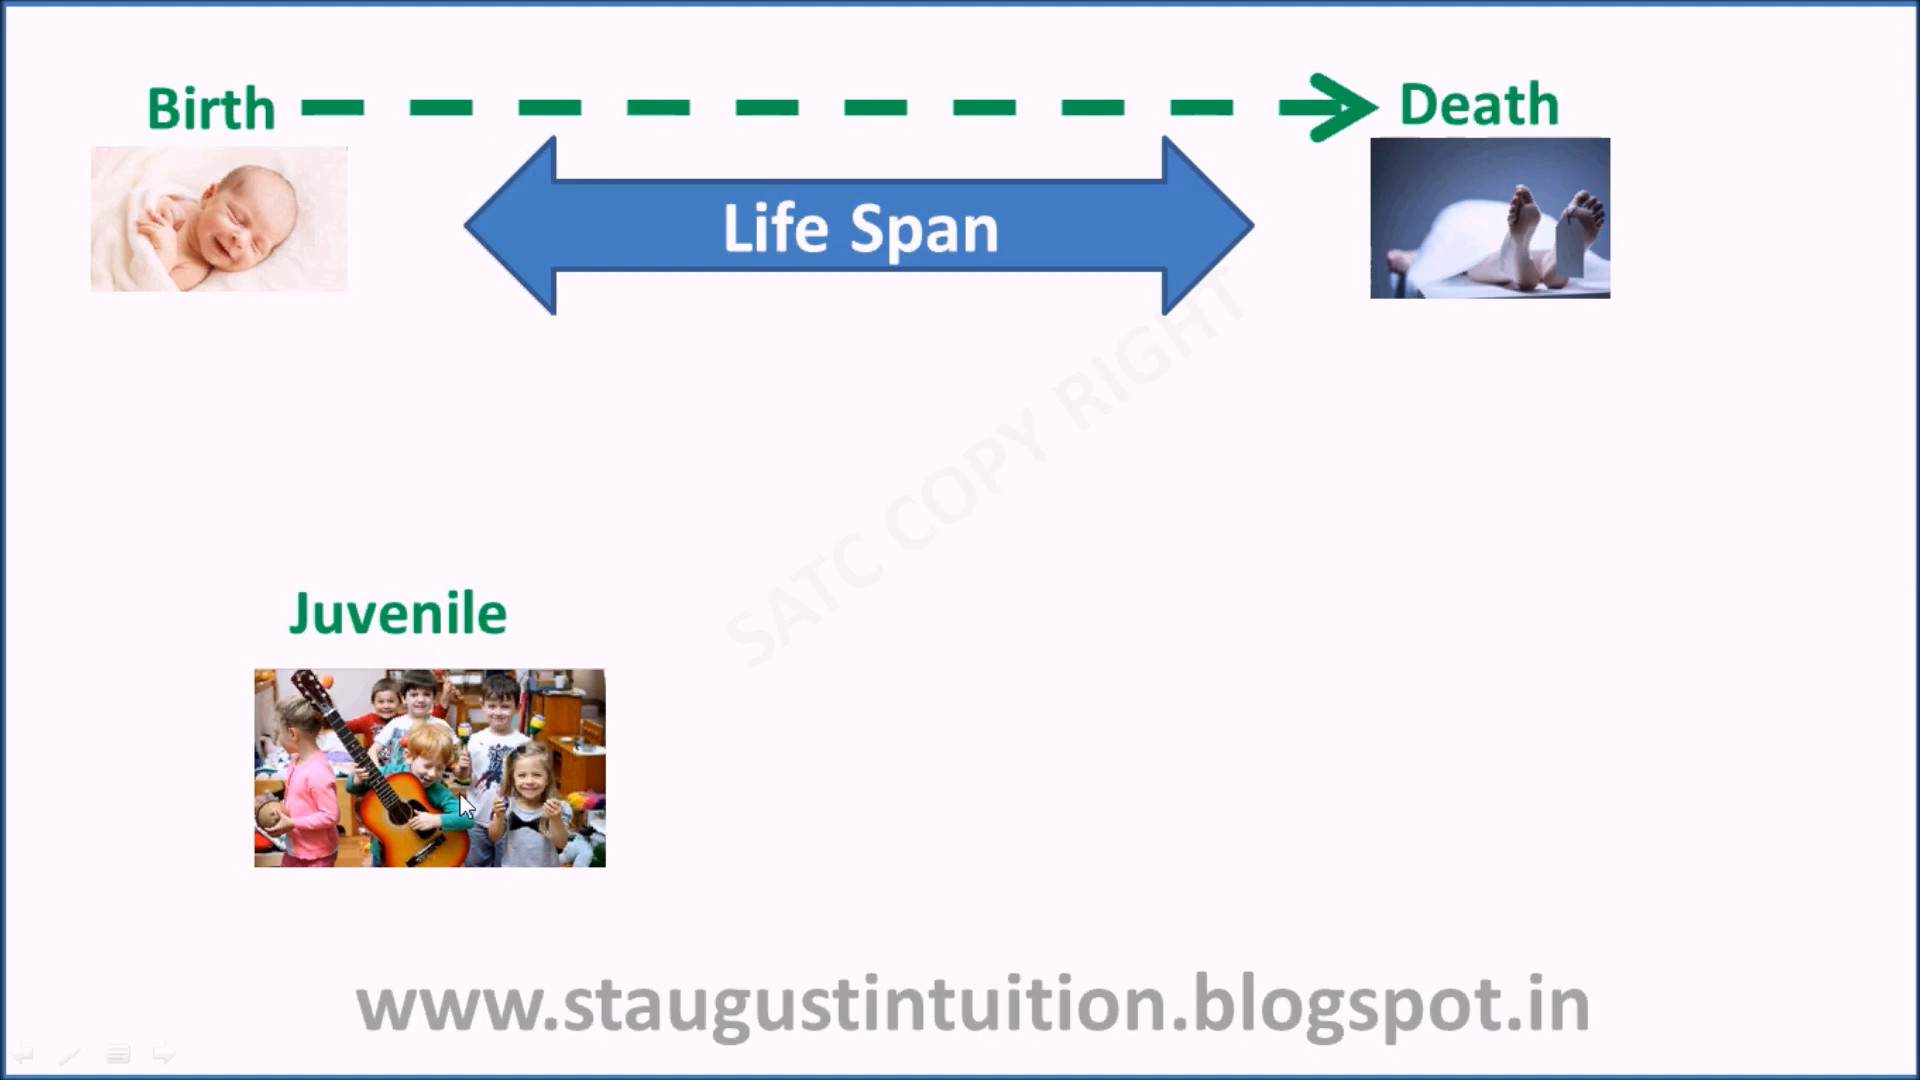 Birth
Death
Life Span
SATC COPY RIGHT
Juvenile
www.staugustintuition.blogspot.in